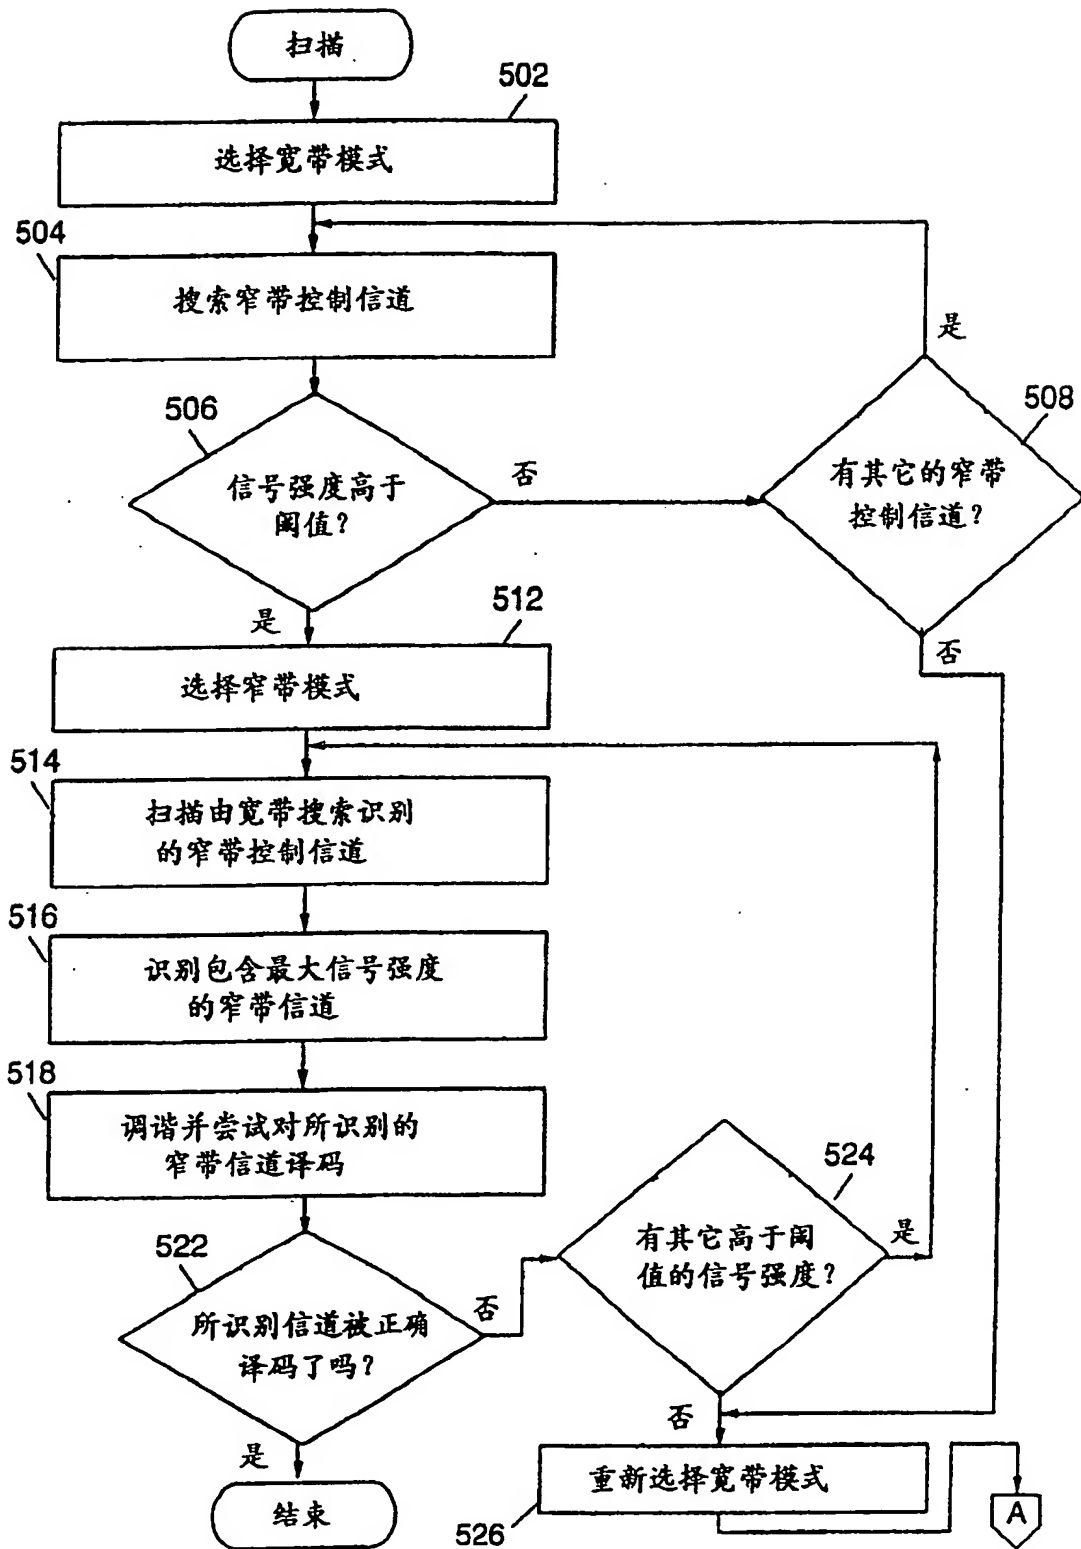 扫描
502
选择宽带模式
504
搜索窄带控制信道
是
506
508
信号强度高于
阈值？
否
有其它的窄带
控制信道？
是
512
否
选择窄带模式
514
扫描由宽带搜索识别
的窄带控制信道
516
识别包含最大信号强度
的窄带信道
518
调谐并尝试对所识别的
窄带信道译码
524
522
有其它高于阈
值的信号强度？
是
否
所识别信道被正确
译码了吗？
否
是
重新选择宽带模式
结束
526
A